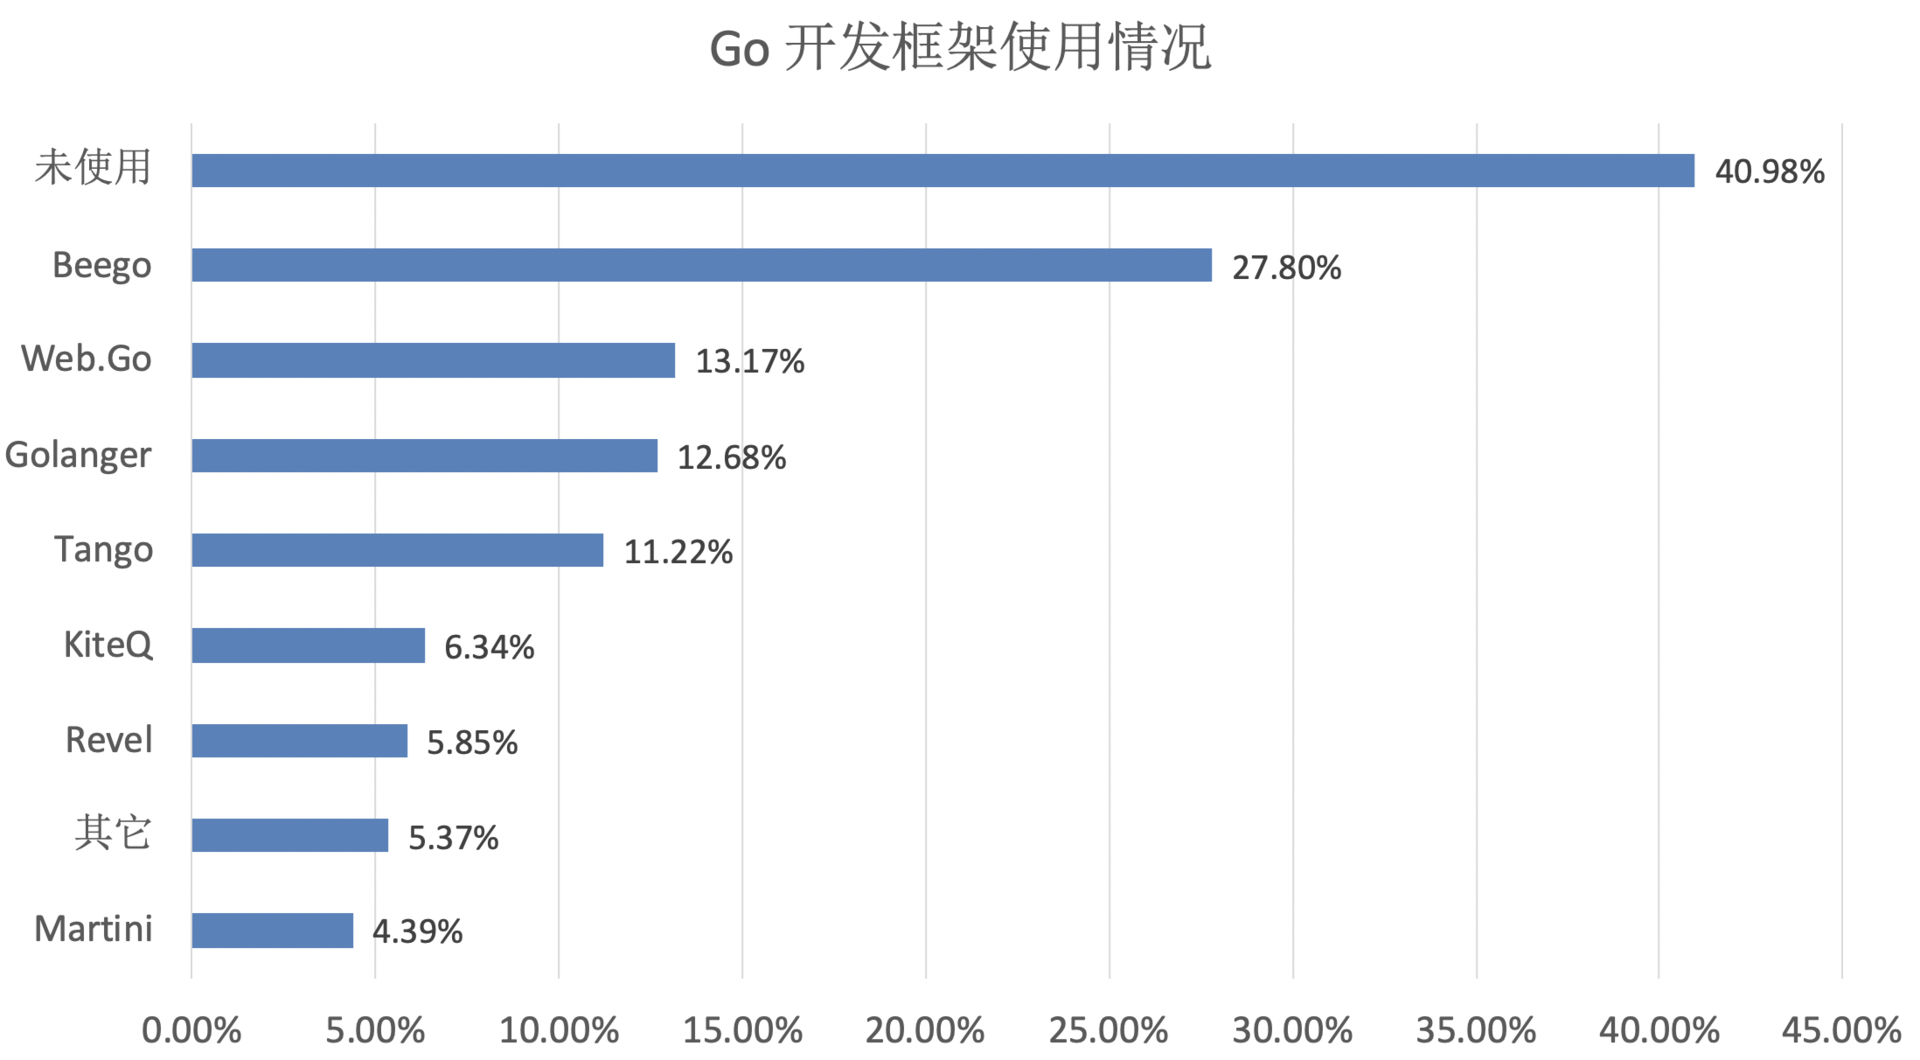 Go 开发框架使用情况
未使用 40.98%
Beego 27.80%
Web.Go 13.17%
Golanger 12.68%
Tango 11.22%
KiteQ 6.34%
Revel 5.85%
其它 5.37%
Martini 4.39%
0.00% 5.00% 10.00% 15.00% 20.00% 25.00% 30.00% 35.00% 40.00% 45.00%